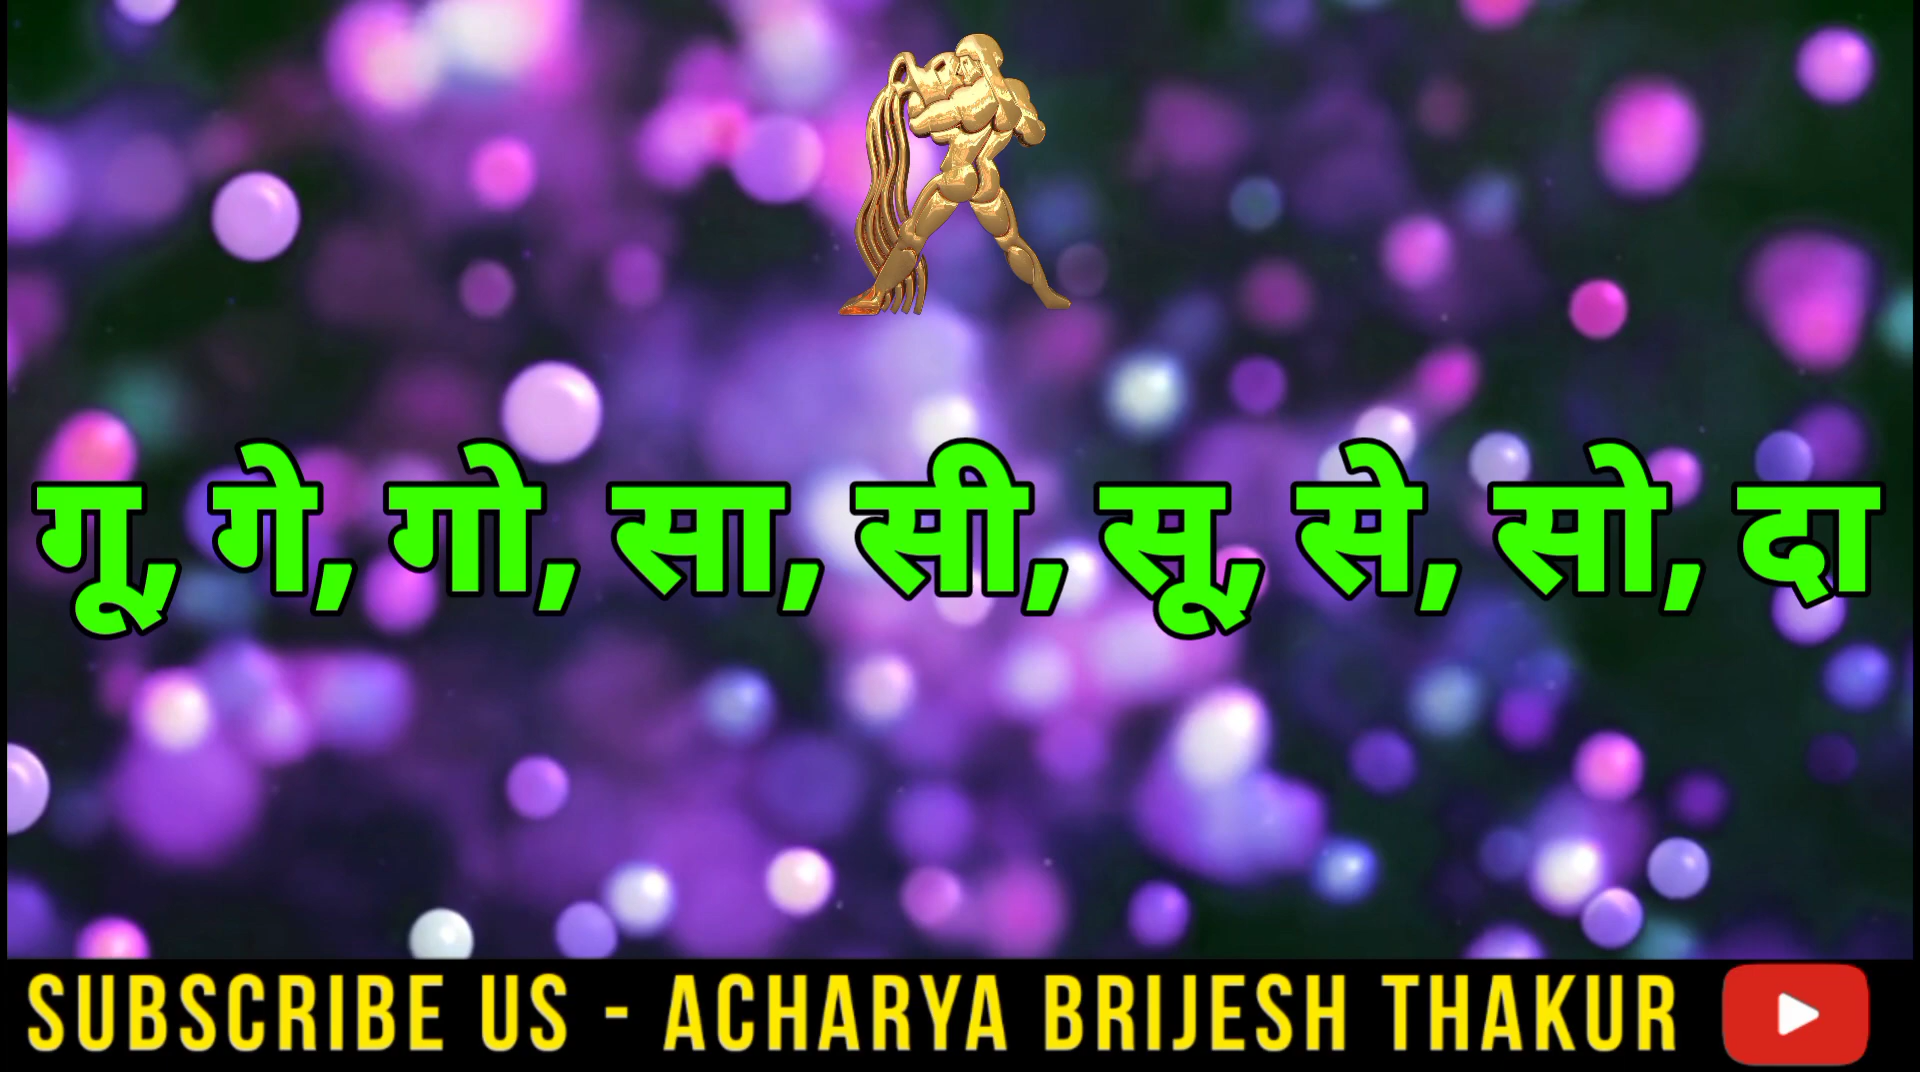 गू, गे, गो, सा, सी, सू, से, सो, दा
SUBSCRIBE US - ACHARYA BRIJESH THAKUR